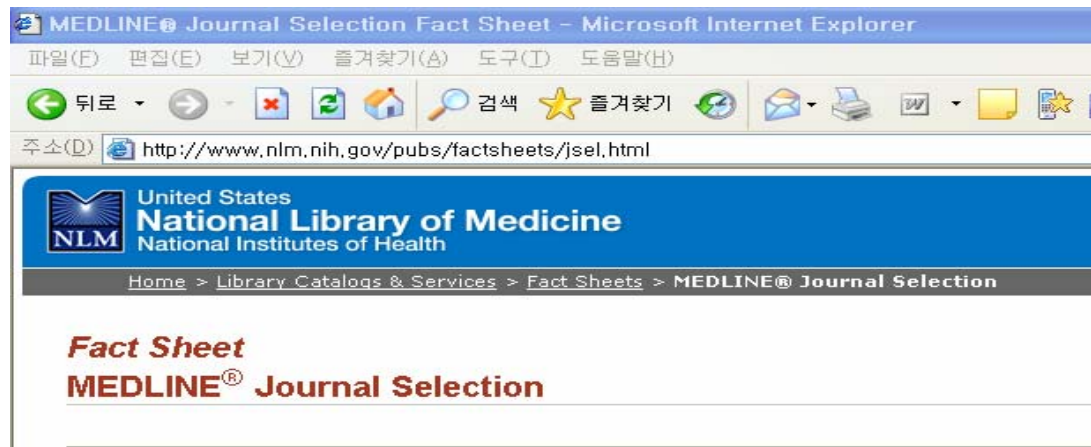 MEDLINE® Journal Selection Fact Sheet - Microsoft Internet Explorer
파일(F) 편집(E) 보기(V) 즐겨찾기(A) 도구(T) 도움말(H)
뒤로 검색 즐겨찾기
주소(D) http://www.nlm.nih.gov/pubs/factsheets/jsel.html
United States
National Library of Medicine
NLM National Institutes of Health
Home > Library Catalogs & Services > Fact Sheets > MEDLINE® Journal Selection
Fact Sheet
MEDLINE® Journal Selection